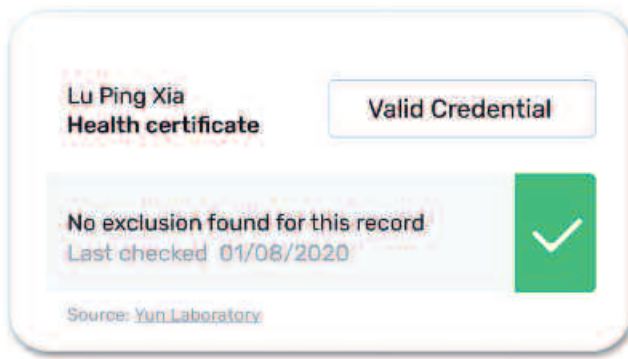 Lu Ping Xia
Health certificate
Valid Credential
No exclusion found for this record
Last checked 01/08/2020
Source: Yun Laboratory